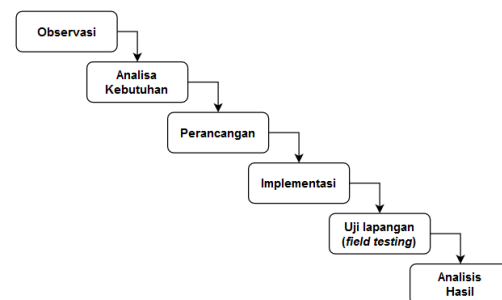 Observasi
Analisa
Kebutuhan
Perancangan
Implementasi
Uji lapangan
(field testing)
Analisis
Hasil